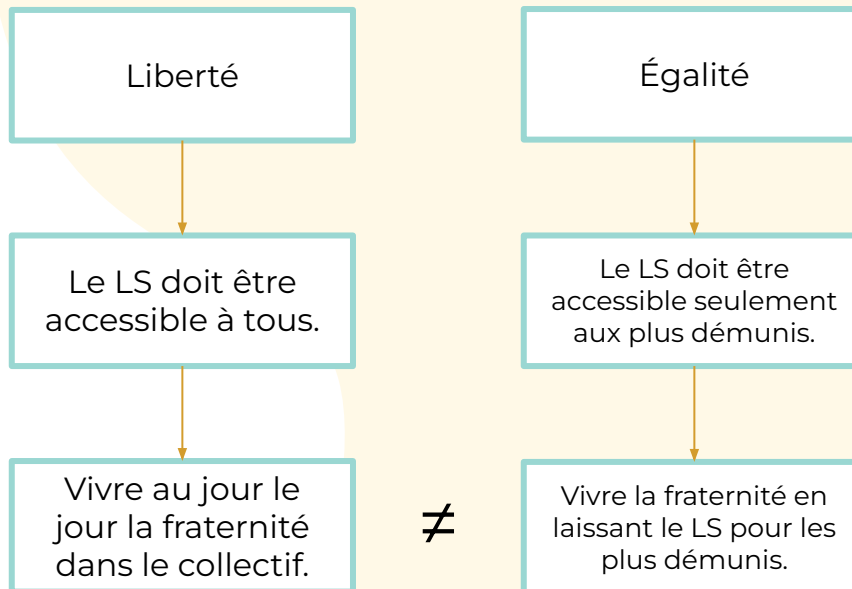 Liberté
Égalité
Le LS doit être
accessible à tous.
Le LS doit être
accessible seulement
aux plus démunis.
Vivre au jour le
jour la fraternité
dans le collectif.
≠
Vivre la fraternité en
laissant le LS pour les
plus démunis.